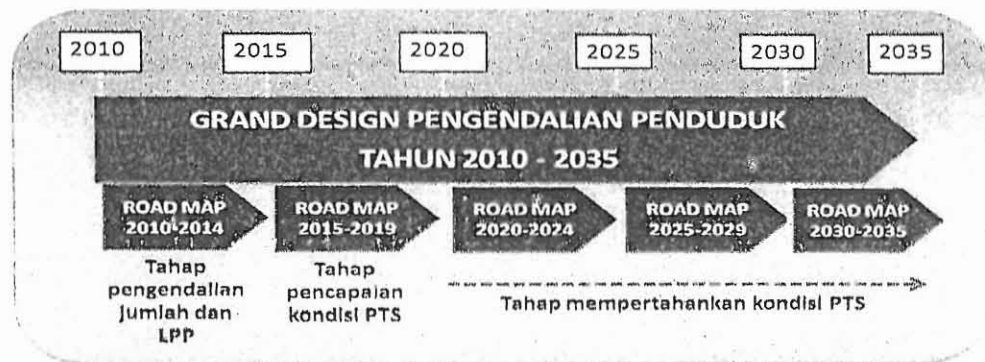 2010
2015
2020
2025
2030
2035
GRAND DESIGN PENGENDALIAN PENDUDUK
TAHUN 2010 - 2035
ROAD MAP
2010-2014
ROAD MAP
2015-2019
ROAD MAP
2020-2024
ROAD MAP
2025-2029
ROAD MAP
2030-2035
Tahap
pengendalian
jumlah dan
LPP
Tahap
pencapaian
kondisi PTS
Tahap mempertahankan kondisi PTS